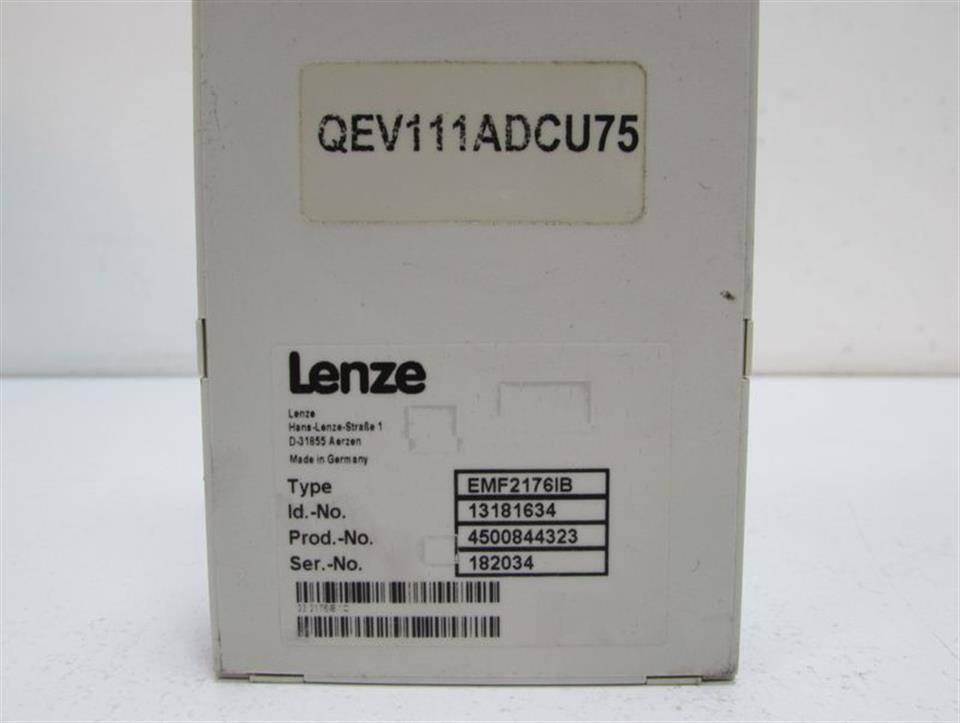 QEV111ADCU75
Lenze
Lenze
Hans-Lenze-Straße 1
D-31855 Aerzen
Made in Germany
Type EMF2176IB
Id.-No. 13181634
Prod.-No. 4500844323
Ser.-No. 182034